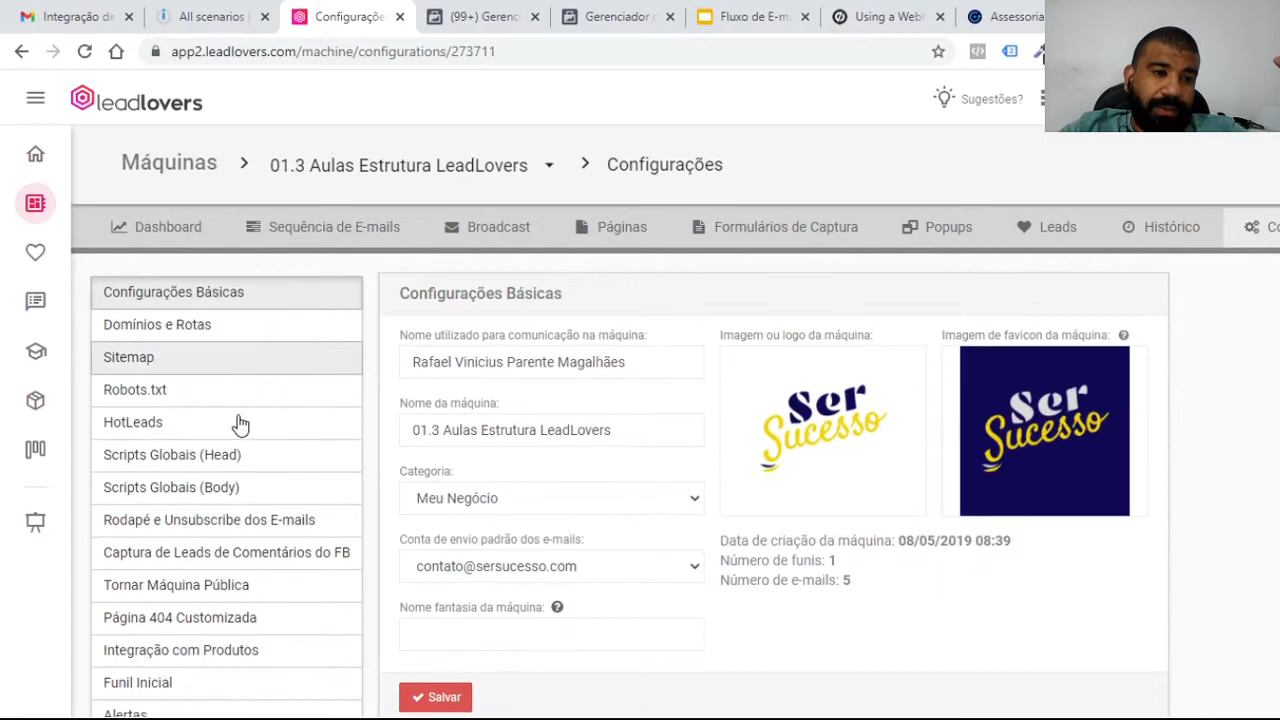 Integração de
All scenarios
Configuraçõe
(99+) Gerenc
Gerenciador d
Fluxo de E-ma
Using a Webh
Assessoria
app2.leadlovers.com/machine/configurations/273711
leadlovers
Sugestões?
Máquinas > 01.3 Aulas Estrutura LeadLovers > Configurações
Dashboard
Sequência de E-mails
Broadcast
Páginas
Formulários de Captura
Popups
Leads
Histórico
Co
Configurações Básicas
Domínios e Rotas
Sitemap
Robots.txt
HotLeads
Scripts Globais (Head)
Scripts Globais (Body)
Rodapé e Unsubscribe dos E-mails
Captura de Leads de Comentários do FB
Tornar Máquina Pública
Página 404 Customizada
Integração com Produtos
Funil Inicial
Alertas
Configurações Básicas
Nome utilizado para comunicação na máquina:
Rafael Vinicius Parente Magalhães
Nome da máquina:
01.3 Aulas Estrutura LeadLovers
Categoria:
Meu Negócio
Conta de envio padrão dos e-mails:
contato@sersucesso.com
Nome fantasia da máquina:
Salvar
Imagem ou logo da máquina:
Ser
Sucesso
Imagem de favicon da máquina:
Ser
Sucesso
Data de criação da máquina: 08/05/2019 08:39
Número de funis: 1
Número de e-mails: 5